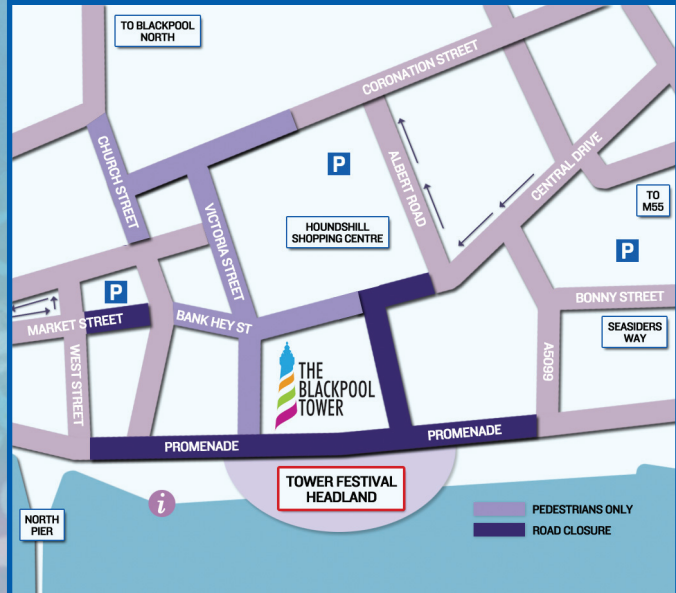 TO BLACKPOOL
NORTH
CORONATION STREET
CHURCH STREET
P
ALBERT ROAD
CENTRAL DRIVE
TO
M55
VICTORIA STREET
HOUNDSHILL
SHOPPING CENTRE
P
P
BONNY STREET
MARKET STREET
BANK HEY ST
SEASIDERS
WAY
WEST STREET
A5099
THE
BLACKPOOL
TOWER
PROMENADE
PROMENADE
TOWER FESTIVAL
HEADLAND
i
NORTH
PIER
PEDESTRIANS ONLY
ROAD CLOSURE